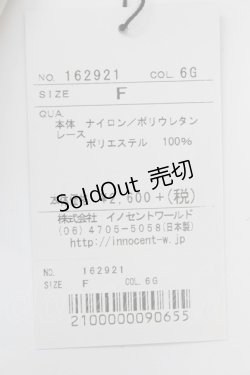 NO. 162921 COL. 6G
SIZE F
QUA.
本体 ナイロン/ポリウレタン
レース
ポリエステル 100%
SoldOut 売切
2,600+(税)
株式会社 イノセントワールド
(06) 4705-5058(日本製)
http://innocent-w.jp
NO. 162921
SIZE F COL. 6G
2100000090655